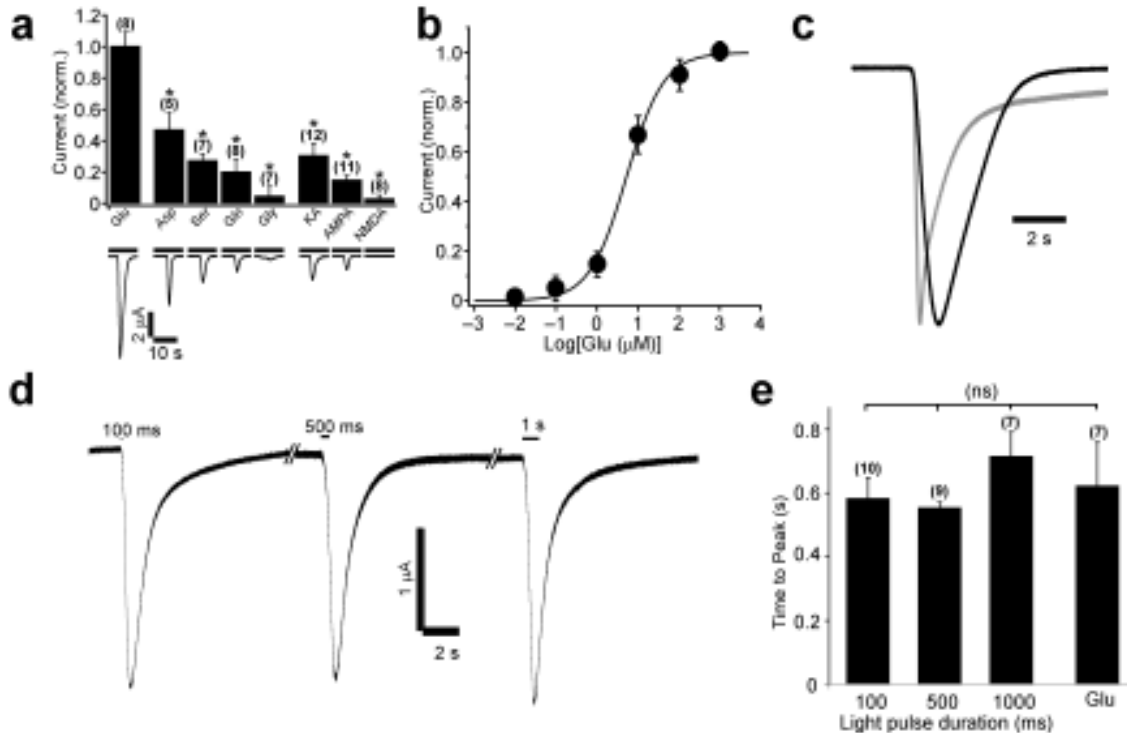 a
1.2
1.0
0.8
0.6
0.4
0.2
0
Current (norm.)
(8)
*
(5)
*
(7)
*
(8)
*
(7)
*
(12)
*
(11)
*
(8)
Glu
Asp
Ser
Gln
Gly
KA
AMPA
NMDA
2 µA
10 s
b
1.0
0.8
0.6
0.4
0.2
0
Current (norm.)
–3 –2 –1 0 1 2 3 4
Log[Glu (µM)]
c
2 s
d
100 ms
500 ms
1 s
1 µA
2 s
e
(ns)
0.8
0.6
0.4
0.2
0
Time to Peak (s)
(10)
(9)
(7)
(7)
100 500 1000 Glu
Light pulse duration (ms)